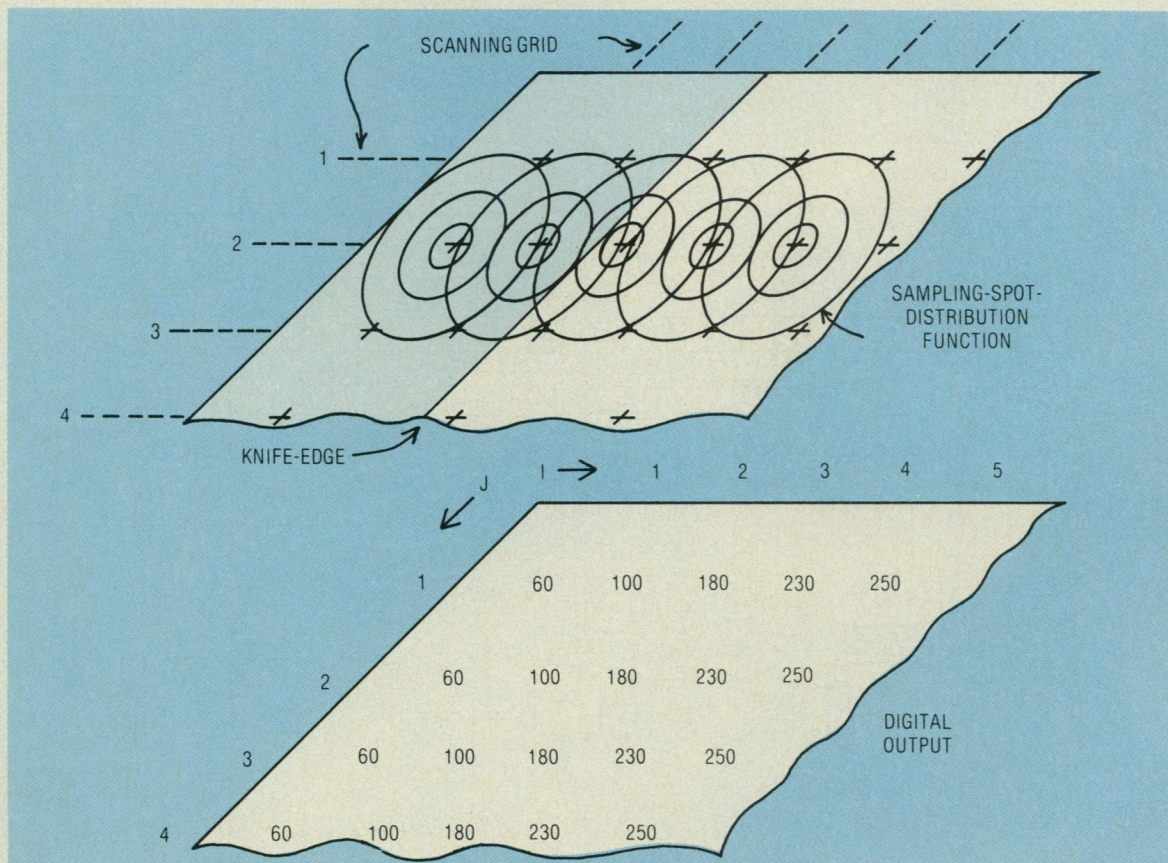 SCANNING GRID
1
2
3
SAMPLING-SPOT-
DISTRIBUTION
FUNCTION
4
KNIFE-EDGE
J I 1 2 3 4 5
1 60 100 180 230 250
2 60 100 180 230 250
DIGITAL
OUTPUT
3 60 100 180 230 250
4 60 100 180 230 250